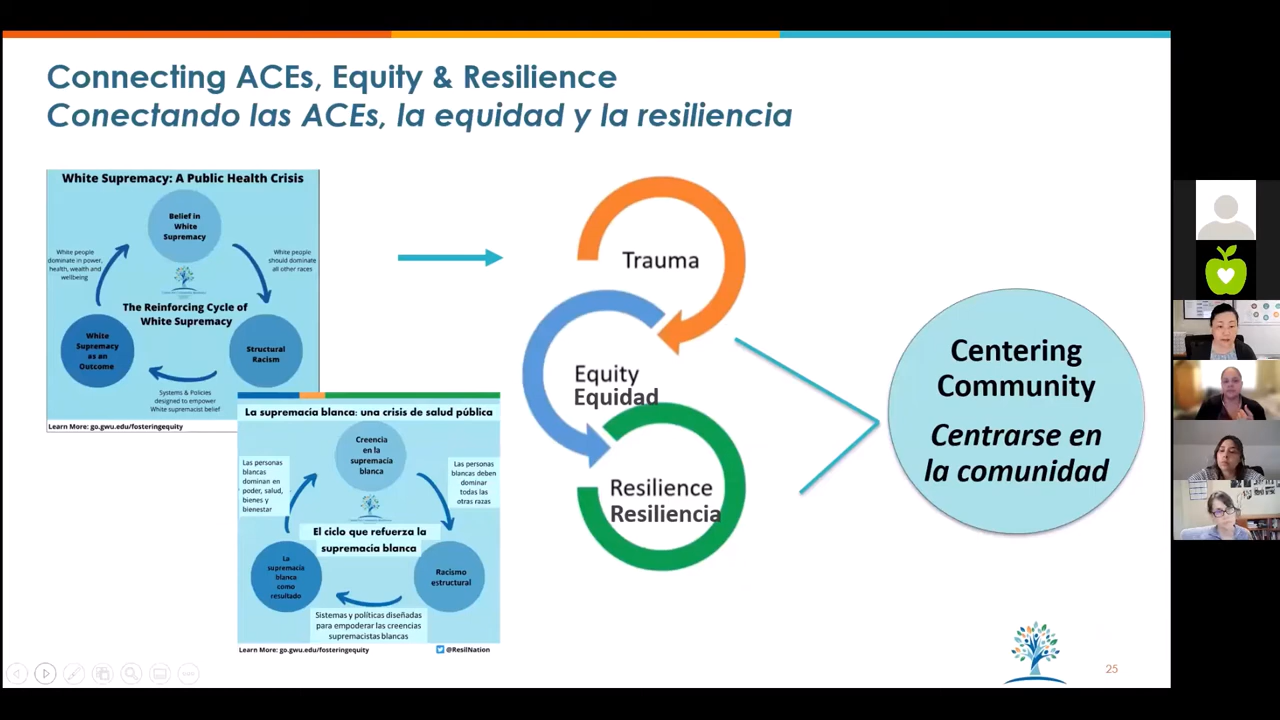 Connecting ACEs, Equity & Resilience
Conectando las ACEs, la equidad y la resiliencia
White Supremacy: A Public Health Crisis
Belief in
White
Supremacy
White people
dominate in power,
health, wealth and
wellbeing
White people
should dominate
all other races
The Reinforcing Cycle of
White Supremacy
White
Supremacy
as an
Outcome
Structural
Racism
Systems & Policies
designed to empower
White supremacist belief
Learn More: go.gwu.edu/fosteringequity
La supremacía blanca: una crisis de salud pública
Creencia
en la
supremacía
blanca
Las personas
blancas
dominan en
poder, salud,
bienes y
bienestar
Las personas
blancas deben
dominar
todas las
otras razas
El ciclo que refuerza la
supremacía blanca
La
supremacía
blanca
como
resultado
Racismo
estructural
Sistemas y políticas diseñadas
para empoderar las creencias
supremacistas blancas
Learn More: go.gwu.edu/fosteringequity
@ResilNation
Trauma
Equity
Equidad
Resilience
Resiliencia
Centering
Community
Centrarse en
la comunidad
25